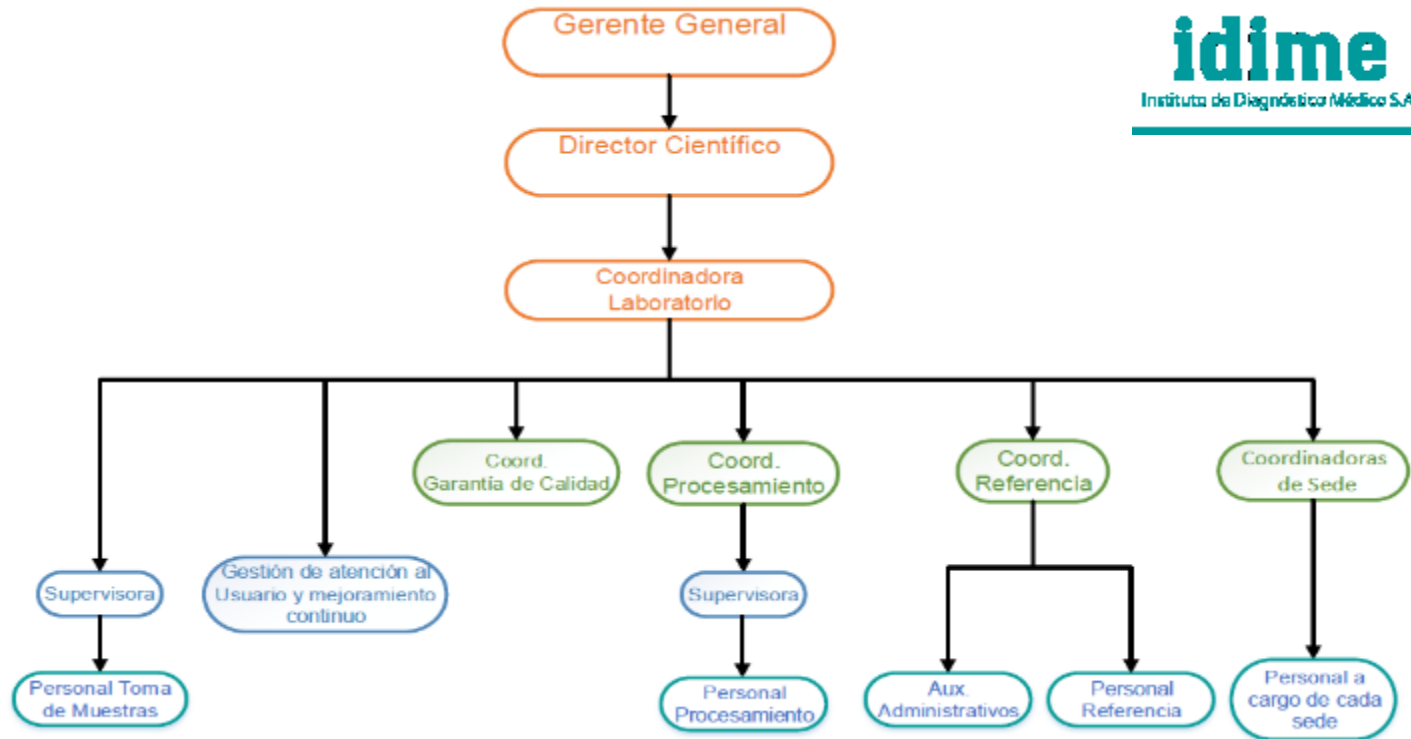 Gerente General
idime
Instituto de Diagnóstico Médico S.A
Director Científico
Coordinadora
Laboratorio
Coord.
Garantía de Calidad
Coord.
Procesamiento
Coord.
Referencia
Coordinadoras
de Sede
Supervisora
Gestión de atención al
Usuario y mejoramiento
continuo
Supervisora
Personal Toma
de Muestras
Personal
Procesamiento
Aux.
Administrativos
Personal
Referencia
Personal a
cargo de cada
sede